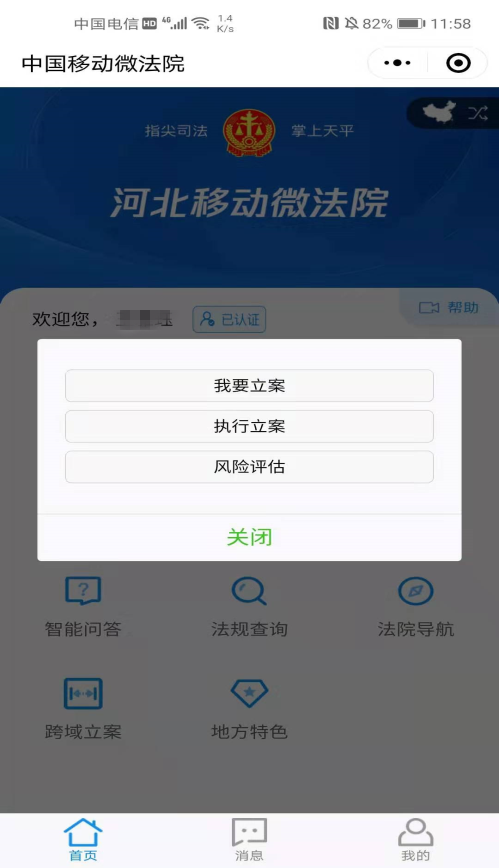 中国电信 HD 4G 1.4 K/s 82% 11:58
中国移动微法院
指尖司法 掌上天平
河北移动微法院
欢迎您， 已认证 帮助
我要立案
执行立案
风险评估
关闭
智能问答 法规查询 法院导航
跨域立案 地方特色
首页 消息 我的